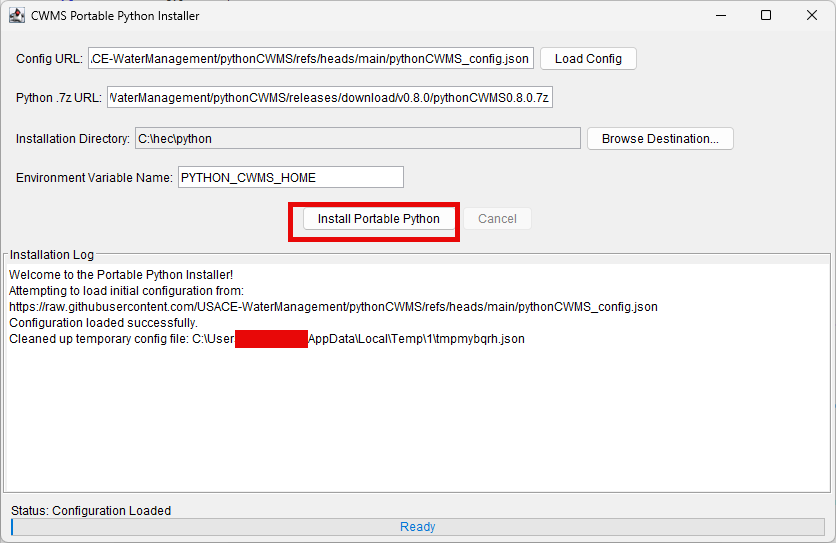 CWMS Portable Python Installer
Config URL: .CE-WaterManagement/pythonCWMS/refs/heads/main/pythonCWMS_config.json Load Config
Python .7z URL: WaterManagement/pythonCWMS/releases/download/v0.8.0/pythonCWMS0.8.0.7z
Installation Directory: C:\hec\python Browse Destination...
Environment Variable Name: PYTHON_CWMS_HOME
Install Portable Python Cancel
Installation Log
Welcome to the Portable Python Installer!
Attempting to load initial configuration from:
https://raw.githubusercontent.com/USACE-WaterManagement/pythonCWMS/refs/heads/main/pythonCWMS_config.json
Configuration loaded successfully.
Cleaned up temporary config file: C:\User AppData\Local\Temp\1\tmpmybqrh.json
Status: Configuration Loaded
Ready